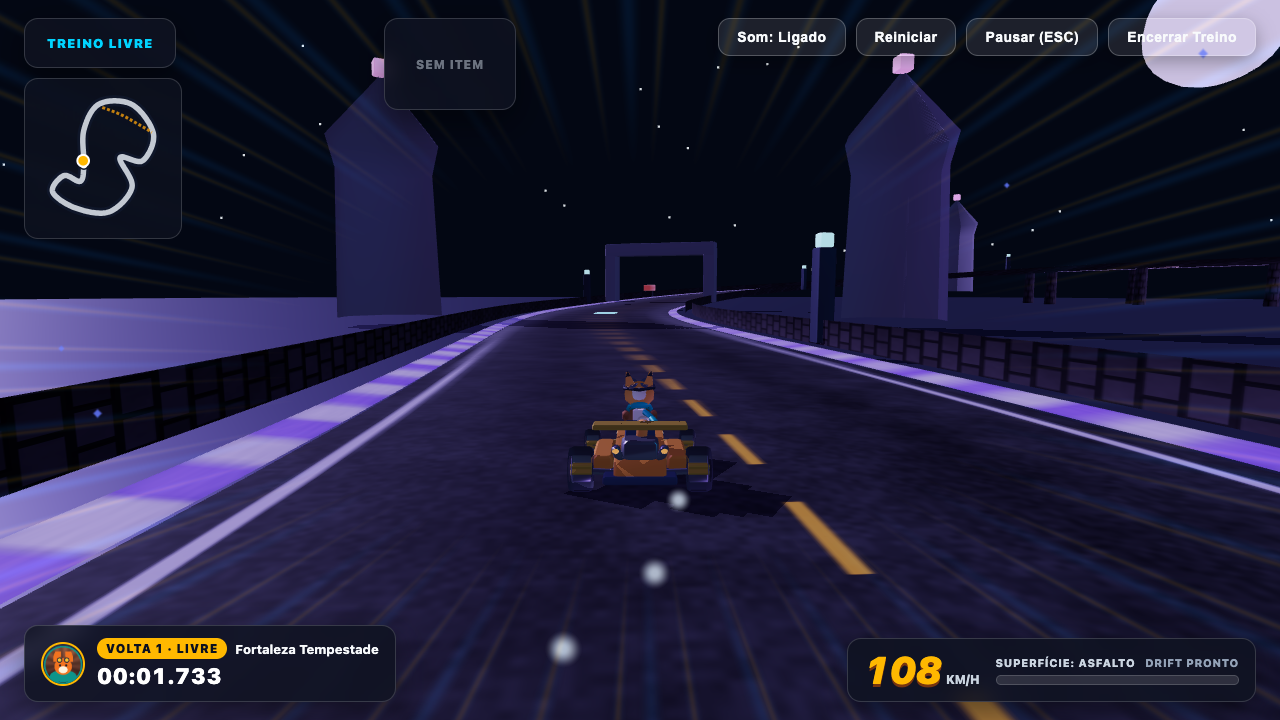 TREINO LIVRE
SEM ITEM
Som: Ligado
Reiniciar
Pausar (ESC)
Encerrar Treino
VOLTA 1 · LIVRE
Fortaleza Tempestade
00:01.733
108 KM/H
SUPERFÍCIE: ASFALTO
DRIFT PRONTO